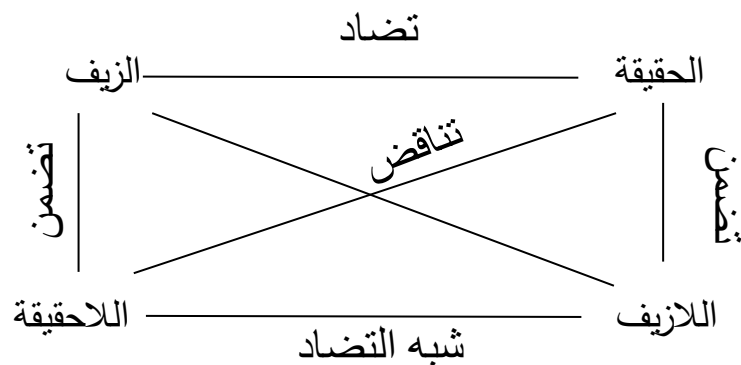 تضاد
الحقيقة
الزيف
تناقض
تضمن
تضمن
اللازيف
اللاحقيقة
شبه التضاد